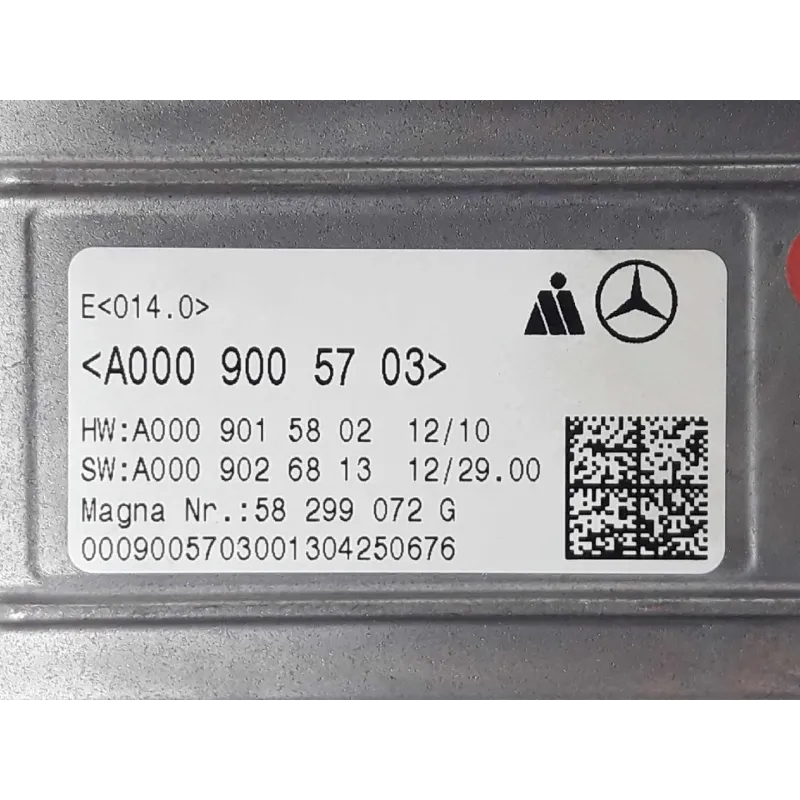 E<014.0>
<A000 900 57 03>
HW:A000 901 58 02 12/10
SW:A000 902 68 13 12/29.00
Magna Nr.:58 299 072 G
0009005703001304250676